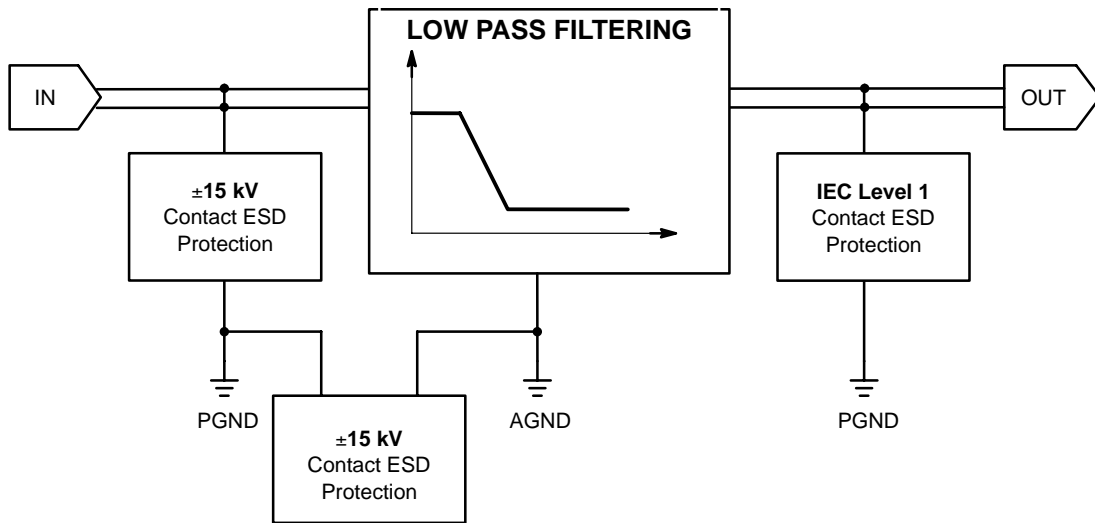 LOW PASS FILTERING
IN
OUT
±15 kV
Contact ESD
Protection
IEC Level 1
Contact ESD
Protection
PGND
AGND
PGND
±15 kV
Contact ESD
Protection